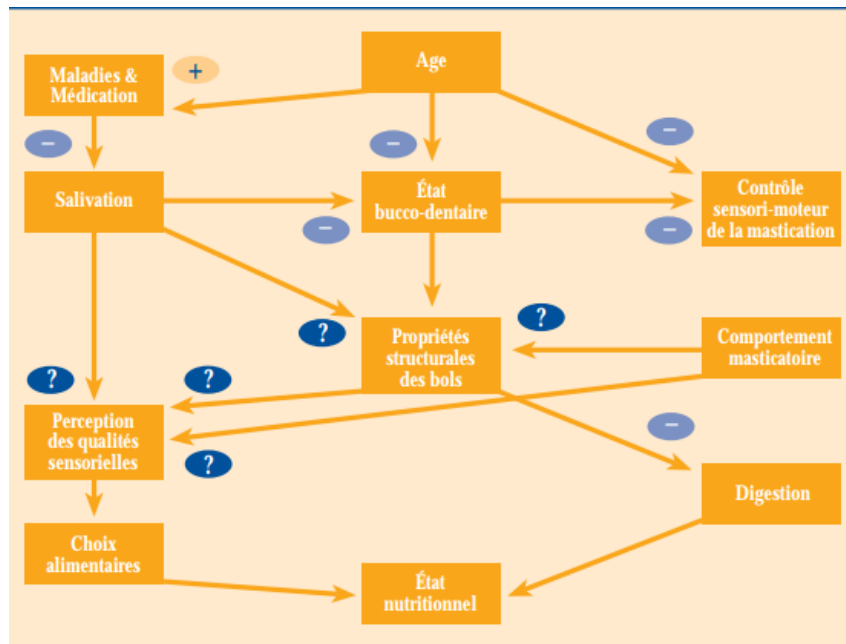 Age
+
Maladies &
Médication
–
–
–
Salivation
État
bucco-dentaire
Contrôle
sensori-moteur
de la mastication
–
–
?
?
Propriétés
structurales
des bols
Comportement
masticatoire
?
?
Perception
des qualités
sensorielles
–
?
Digestion
Choix
alimentaires
État
nutritionnel